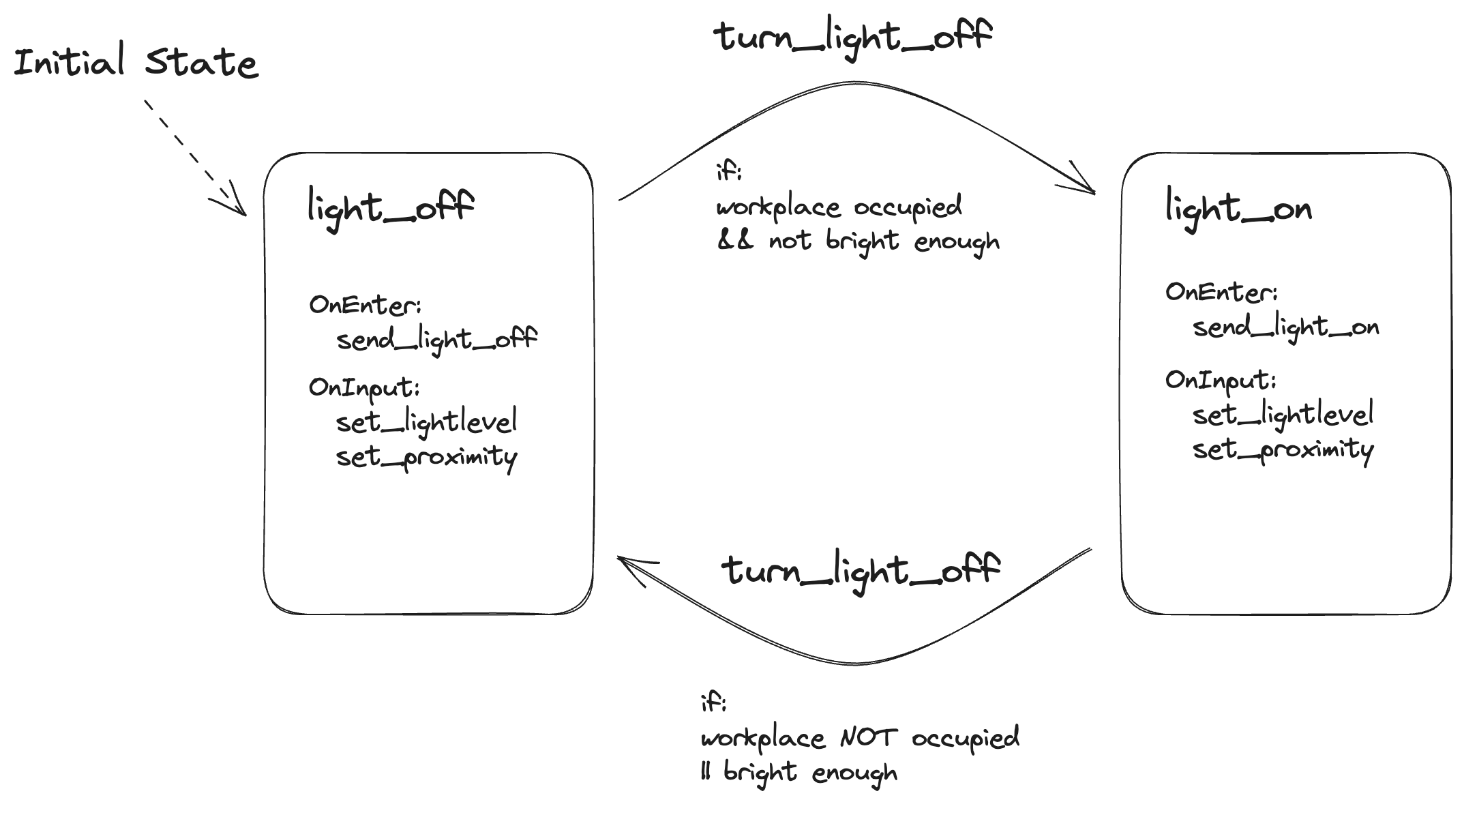 Initial State
turn_light_off
if:
workplace occupied
&& not bright enough
light_off
OnEnter:
send_light_off
OnInput:
set_lightlevel
set_proximity
light_on
OnEnter:
send_light_on
OnInput:
set_lightlevel
set_proximity
turn_light_off
if:
workplace NOT occupied
|| bright enough